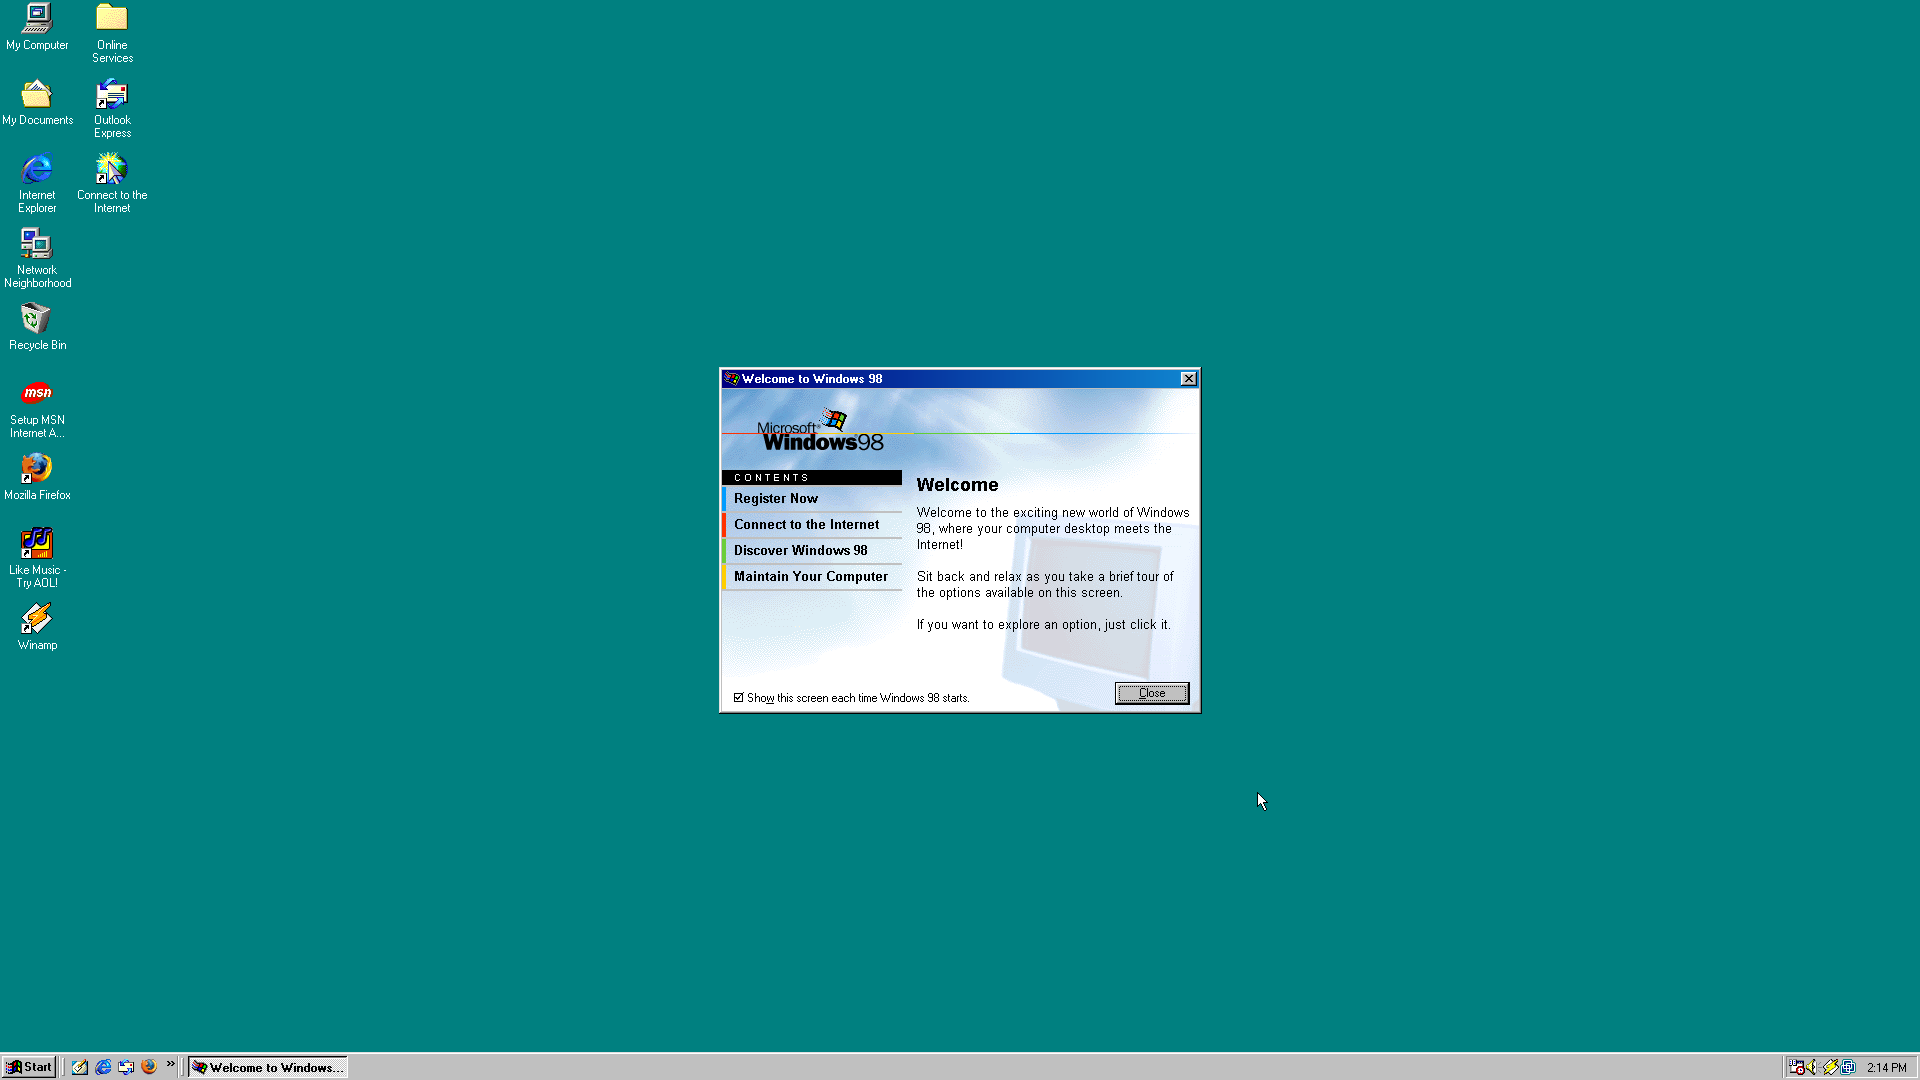 My Computer
Online
Services
My Documents
Outlook
Express
Internet
Explorer
Connect to the
Internet
Network
Neighborhood
Recycle Bin
msn
Setup MSN
Internet A...
Mozilla Firefox
Like Music -
Try AOL!
Winamp
Welcome to Windows 98
Microsoft®
Windows98
CONTENTS
Register Now
Connect to the Internet
Discover Windows 98
Maintain Your Computer
Welcome
Welcome to the exciting new world of Windows
98, where your computer desktop meets the
Internet!
Sit back and relax as you take a brief tour of
the options available on this screen.
If you want to explore an option, just click it.
Show this screen each time Windows 98 starts.
Close
Start
»
Welcome to Windows...
2:14 PM